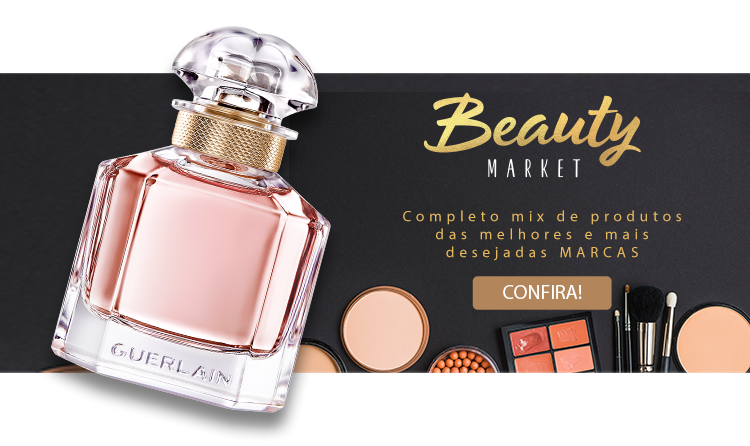 Beauty
MARKET
Completo mix de produtos
das melhores e mais
desejadas MARCAS
CONFIRA!
GUERLAIN